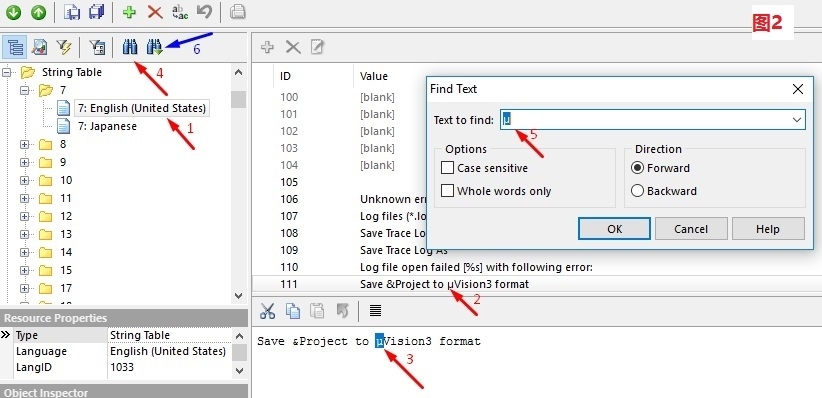 图2
ab
ac
6
4
String Table
7
7: English (United States)
1
7: Japanese
8
9
10
11
12
13
14
15
17
ID Value
100 [blank]
101 [blank]
102 [blank]
103 [blank]
104 [blank]
105
106 Unknown
107 Log files (*.lo
108 Save Trace Lo
109 Save Trace Log As
110 Log file open failed [%s] with following error:
111 Save &Project to µVision3 format
2
Find Text
Text to find: µ
5
Options
Case sensitive
Whole words only
Direction
Forward
Backward
OK Cancel Help
Save &Project to µVision3 format
3
Resource Properties
Type String Table
Language English (United States)
LangID 1033
Object Inspector